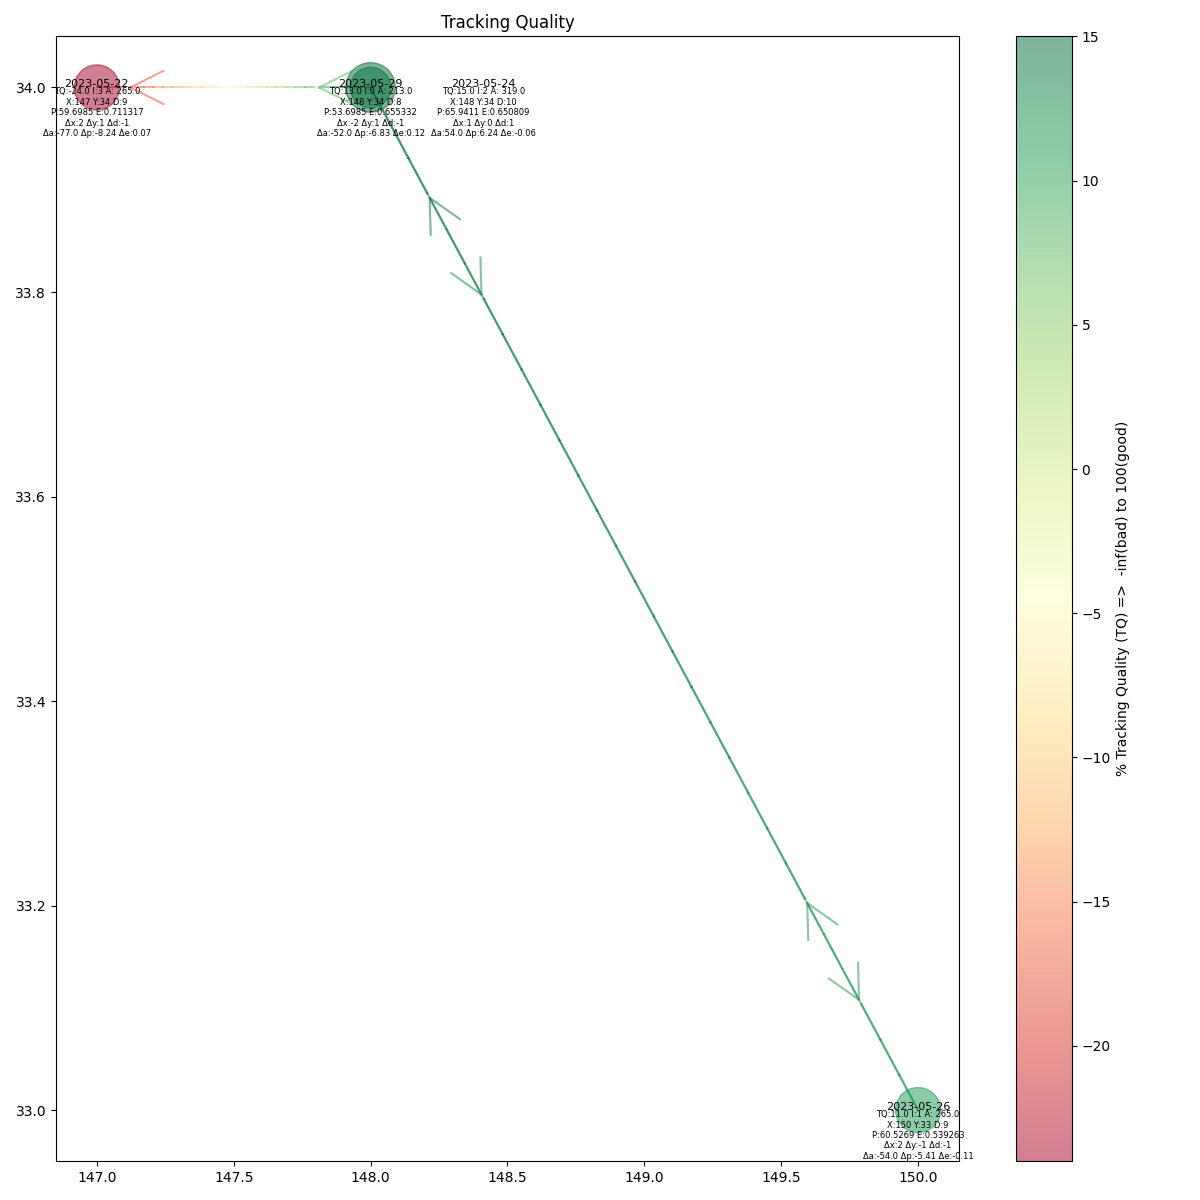 Tracking Quality
34.0
33.8
33.6
33.4
33.2
33.0
2023-05-22
TQ:-24.0 I:3 A: 265.0
X:147 Y:34 D:9
P:59.6985 E:0.711317
Δx:2 Δy:1 Δd:-1
Δa:-77.0 Δp:-8.24 Δe:0.07
2023-05-29
TQ:13.0 I:0 A: 213.0
X:148 Y:34 D:8
P:53.6985 E:0.655332
Δx:-2 Δy:1 Δd:-1
Δa:-52.0 Δp:-6.83 Δe:0.12
2023-05-24
TQ:15.0 I:2 A: 319.0
X:148 Y:34 D:10
P:65.9411 E:0.650809
Δx:1 Δy:0 Δd:1
Δa:54.0 Δp:6.24 Δe:-0.06
2023-05-26
TQ:11.0 I:1 A: 265.0
X:150 Y:33 D:9
P:60.5269 E:0.539263
Δx:2 Δy:-1 Δd:-1
Δa:-54.0 Δp:-5.41 Δe:-0.11
147.0 147.5 148.0 148.5 149.0 149.5 150.0
15
10
5
0
−5
−10
−15
−20
% Tracking Quality (TQ) => -inf(bad) to 100(good)